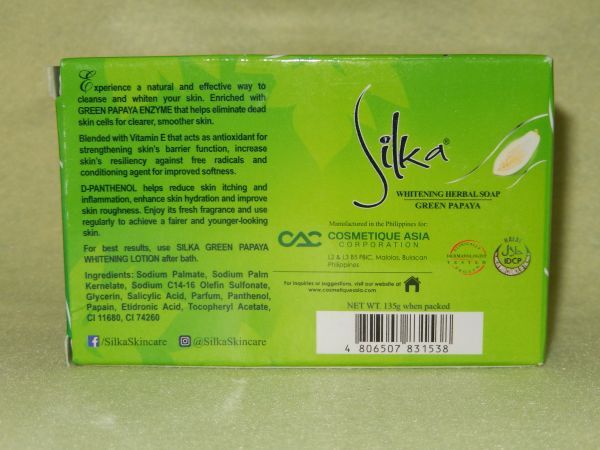 Experience a natural and effective way to
cleanse and whiten your skin. Enriched with
GREEN PAPAYA ENZYME that helps eliminate dead
skin cells for clearer, smoother skin.
Blended with Vitamin E that acts as antioxidant for
strengthening skin's barrier function, increase
skin's resiliency against free radicals and
conditioning agent for improved softness.
D-PANTHENOL helps reduce skin itching and
inflammation, enhance skin hydration and improve
skin roughness. Enjoy its fresh fragrance and use
regularly to achieve a fairer and younger-looking
skin.
For best results, use SILKA GREEN PAPAYA
WHITENING LOTION after bath.
Ingredients: Sodium Palmate, Sodium Palm
Kernelate, Sodium C14-16 Olefin Sulfonate,
Glycerin, Salicylic Acid, Parfum, Panthenol,
Papain, Etidronic Acid, Tocopheryl Acetate,
CI 11680, CI 74260
/SilkaSkincare @SilkaSkincare
Silka®
WHITENING HERBAL SOAP
GREEN PAPAYA
Manufactured in the Philippines for:
CAC COSMETIQUE ASIA
CORPORATION
L2 & L3 B5 PBIC, Malolos, Bulacan
Philippines
For inquiries or suggestions, visit our website at
www.cosmetiqueasia.com
DERMATOLOGIST
TESTED
HALAL
IDCP
NET WT. 135g when packed
4 806507 831538